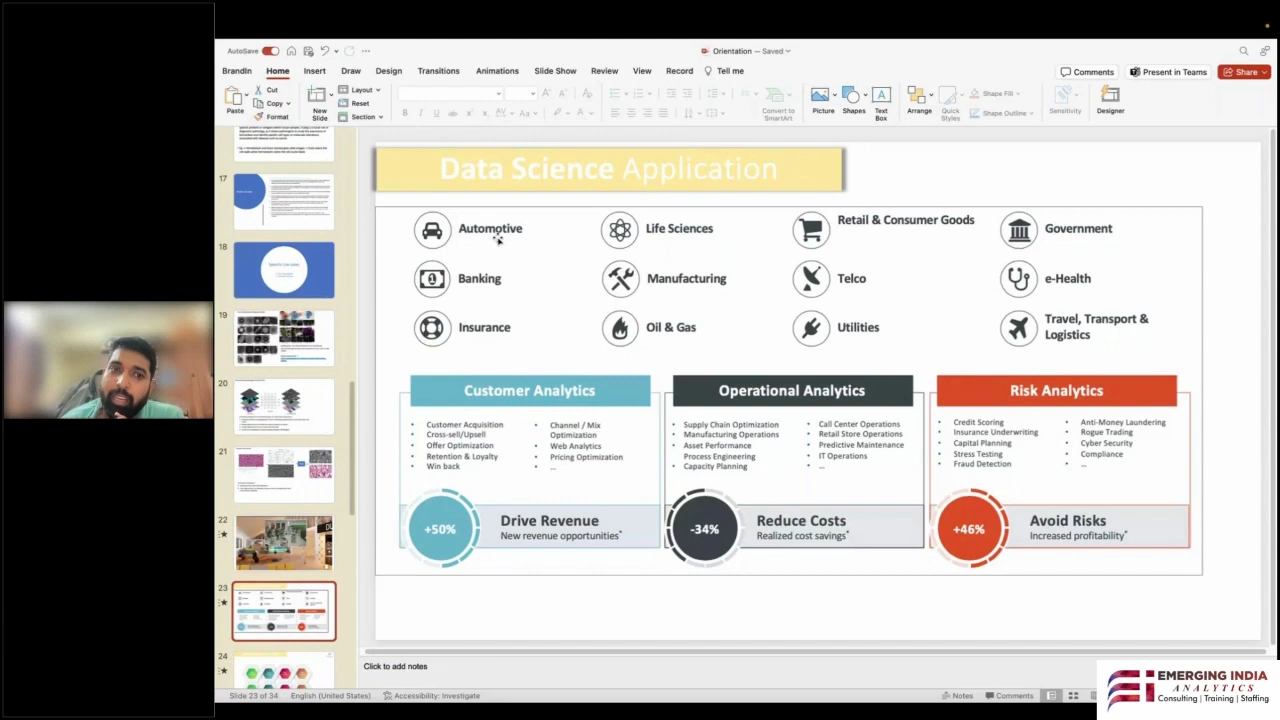 AutoSave
Orientation — Saved
BrandIn
Home
Insert
Draw
Design
Transitions
Animations
Slide Show
Review
View
Record
Tell me
Comments
Present in Teams
Share
Paste
Cut
Copy
Format
New
Slide
Layout
Reset
Section
Convert to
SmartArt
Picture
Shapes
Text
Box
Arrange
Quick
Styles
Shape Fill
Shape Outline
Sensitivity
Designer
17
18
19
20
21
22
23
24
Data Science Application
Automotive
Life Sciences
Retail & Consumer Goods
Government
Banking
Manufacturing
Telco
e-Health
Insurance
Oil & Gas
Utilities
Travel, Transport &
Logistics
Customer Analytics
• Customer Acquisition
• Cross-sell/Upsell
• Offer Optimization
• Retention & Loyalty
• Win back
• Channel / Mix
Optimization
• Web Analytics
• Pricing Optimization
• ...
+50%
Drive Revenue
New revenue opportunities*
Operational Analytics
• Supply Chain Optimization
• Manufacturing Operations
• Asset Performance
• Process Engineering
• Capacity Planning
• Call Center Operations
• Retail Store Operations
• Predictive Maintenance
• IT Operations
• ...
-34%
Reduce Costs
Realized cost savings*
Risk Analytics
• Credit Scoring
• Insurance Underwriting
• Capital Planning
• Stress Testing
• Fraud Detection
• Anti-Money Laundering
• Rogue Trading
• Cyber Security
• Compliance
• ...
+46%
Avoid Risks
Increased profitability*
Click to add notes
Slide 23 of 34
English (United States)
Accessibility: Investigate
Notes
Comments
EMERGING INDIA
ANALYTICS
Consulting | Training | Staffing